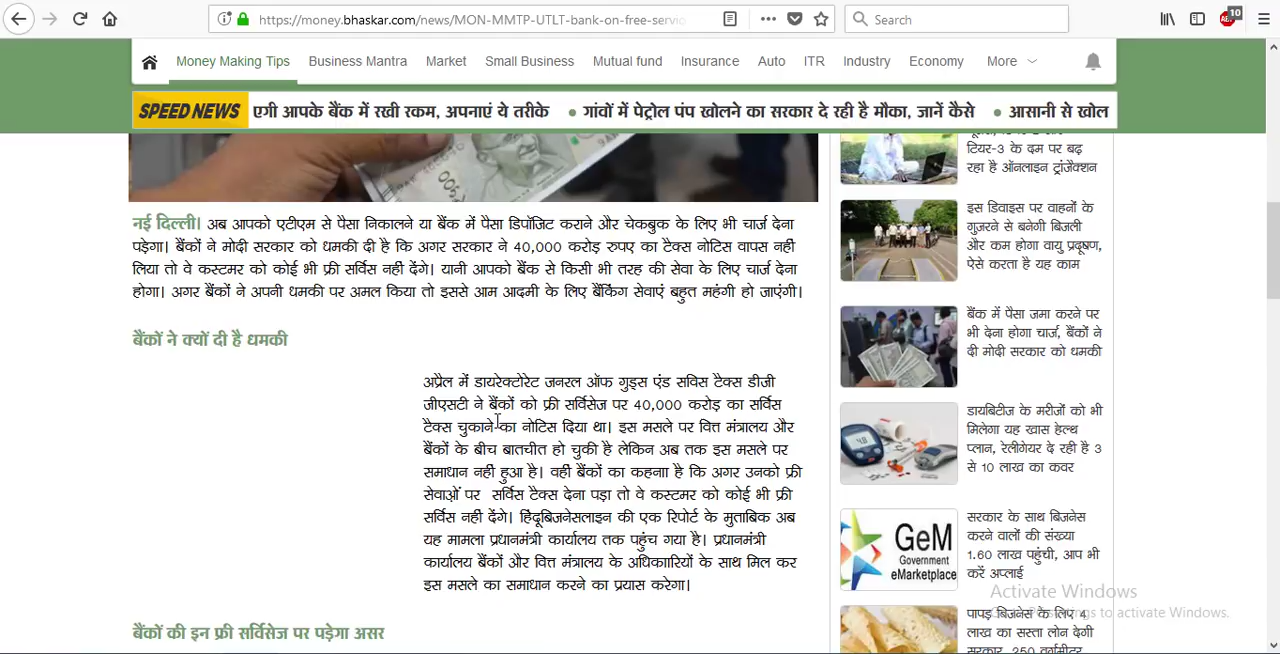 https://money.bhaskar.com/news/MON-MMTP-UTLT-bank-on-free-servic
Search
10
Money Making Tips
Business Mantra
Market
Small Business
Mutual fund
Insurance
Auto
ITR
Industry
Economy
More
SPEED NEWS
एगी आपके बैंक में रखी रकम, अपनाएं ये तरीके
• गांवों में पेट्रोल पंप खोलने का सरकार दे रही है मौका, जानें कैसे
• आसानी से खोल
नई दिल्ली। अब आपको एटीएम से पैसा निकालने या बैंक में पैसा डिपॉजिट कराने और चेकबुक के लिए भी चार्ज देना
पड़ेगा। बैंकों ने मोदी सरकार को धमकी दी है कि अगर सरकार ने 40,000 करोड़ रुपए का टैक्स नोटिस वापस नहीं
लिया तो वे कस्टमर को कोई भी फ्री सर्विस नहीं देंगे। यानी आपको बैंक से किसी भी तरह की सेवा के लिए चार्ज देना
होगा। अगर बैंकों ने अपनी धमकी पर अमल किया तो इससे आम आदमी के लिए बैंकिंग सेवाएं बहुत महंगी हो जाएंगी।
बैंकों ने क्यों दी है धमकी
अप्रैल में डायरेक्टोरेट जनरल ऑफ गुड्स एंड सविस टैक्स डीजी
जीएसटी ने बैंकों को फ्री सर्विसेज पर 40,000 करोड़ का सर्विस
टैक्स चुकाने का नोटिस दिया था। इस मसले पर वित्त मंत्रालय और
बैंकों के बीच बातचीत हो चुकी है लेकिन अब तक इस मसले पर
समाधान नहीं हुआ है। वहीं बैंकों का कहनाा है कि अगर उनको फ्री
सेवाओं पर सर्विस टैक्स देना पड़ा तो वे कस्टमर को कोई भी फ्री
सर्विस नहीं देंगे। हिंदूबिजनेसलाइन की एक रिपोर्ट के मुताबिक अब
यह मामला प्रधानमंत्री कार्यालय तक पहुंच गया है। प्रधानमंत्री
कार्यालय बैंकों और वित्त मंत्रालय के अधिकाारियों के साथ मिल कर
इस मसले का समाधान करने का प्रयास करेगा।
बैंकों की इन फ्री सर्विसेज पर पड़ेगा असर
टियर-3 के दम पर बढ़
रहा है ऑनलाइन ट्रांजेंक्शन
इस डिवाइस पर वाहनों के
गुजरने से बनेगी बिजली
और कम होगा वायु प्रदूषण,
ऐसे करता है यह काम
बैंक में पैसा जमा करने पर
भी देना होगा चार्ज, बैंकों ने
दी मोदी सरकार को धमकी
डायबिटीज के मरीजों को भी
मिलेगा यह खास हेल्थ
प्लान, रेलीगेयर दे रही है 3
से 10 लाख का कवर
GeM
Government
eMarketplace
सरकार के साथ बिजनेस
करने वालों की संख्या
1.60 लाख पहुंची, आप भी
करें अप्लाई
पापड़ बिजनेस के लिए 4
लाख का सस्ता लोन देगी
Activate Windows
to activate Windows.